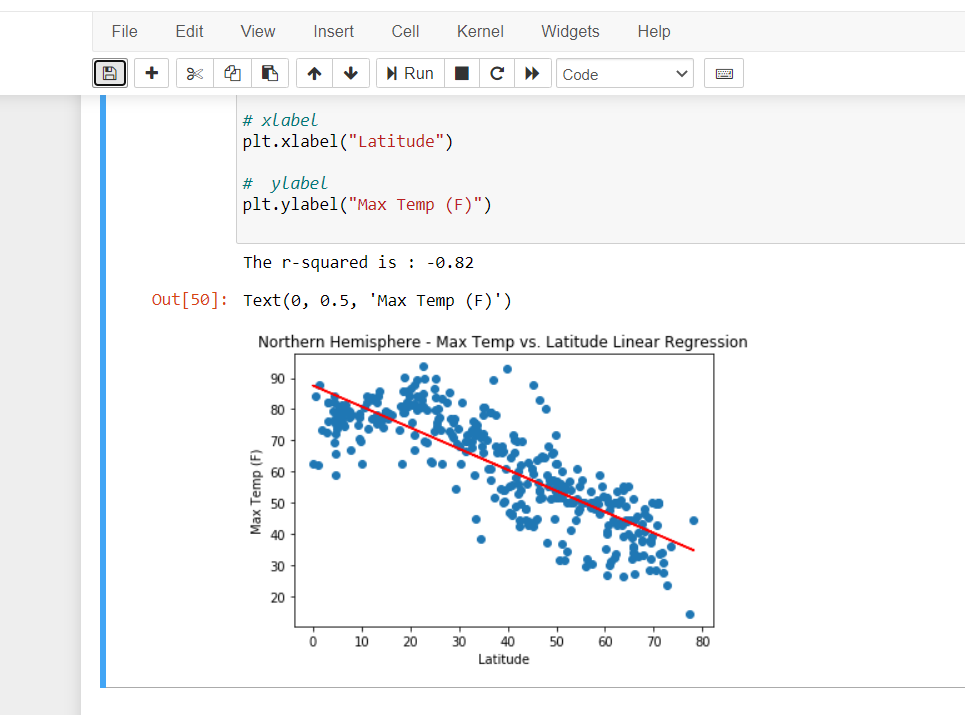 File Edit View Insert Cell Kernel Widgets Help
Run Code
# xlabel
plt.xlabel("Latitude")
#  ylabel
plt.ylabel("Max Temp (F)")
The r-squared is : -0.82
Out[50]: Text(0, 0.5, 'Max Temp (F)')
Northern Hemisphere - Max Temp vs. Latitude Linear Regression
90
80
70
60
50
40
30
20
Max Temp (F)
0 10 20 30 40 50 60 70 80
Latitude